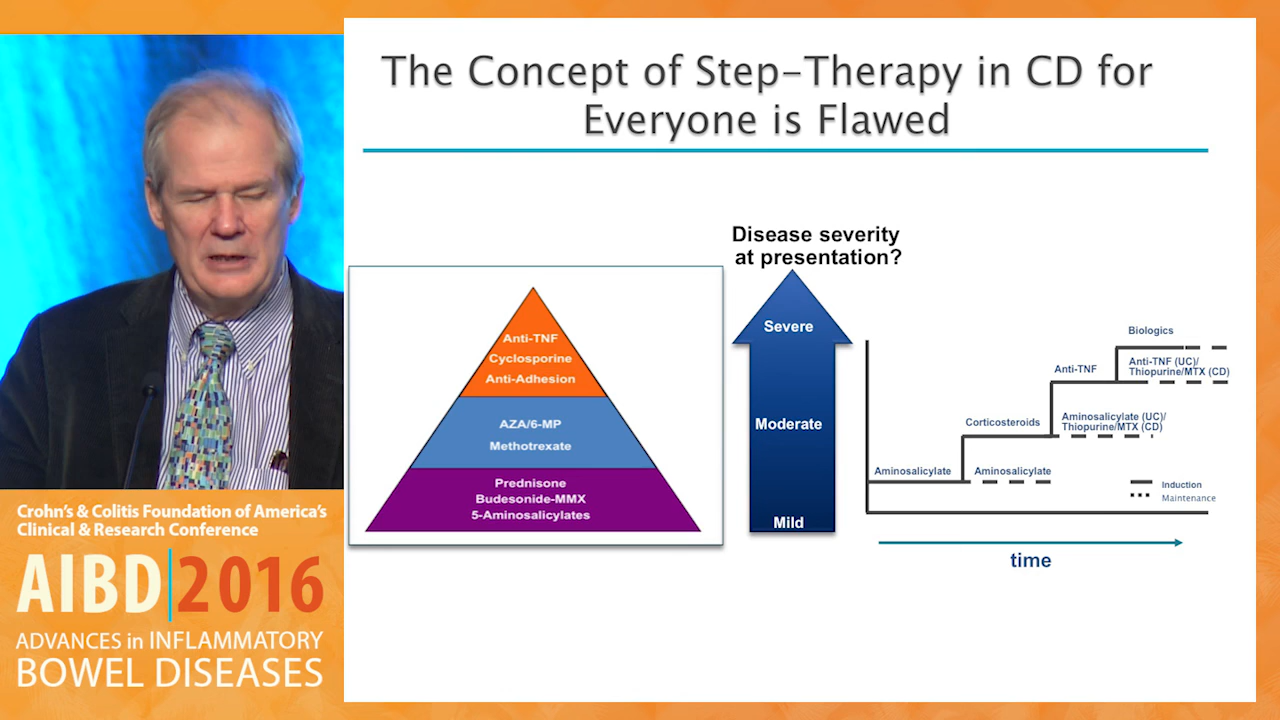 The Concept of Step-Therapy in CD for
Everyone is Flawed
Anti-TNF
Cyclosporine
Anti-Adhesion
AZA/6-MP
Methotrexate
Prednisone
Budesonide-MMX
5-Aminosalicylates
Disease severity
at presentation?
Severe
Moderate
Mild
Biologics
Anti-TNF (UC)/
Thiopurine/MTX (CD)
Anti-TNF
Corticosteroids
Aminosalicylate (UC)/
Thiopurine/MTX (CD)
Aminosalicylate
Aminosalicylate
Induction
Maintenance
time
Crohn's & Colitis Foundation of America's
Clinical & Research Conference
AIBD|2016
ADVANCES in INFLAMMATORY
BOWEL DISEASES